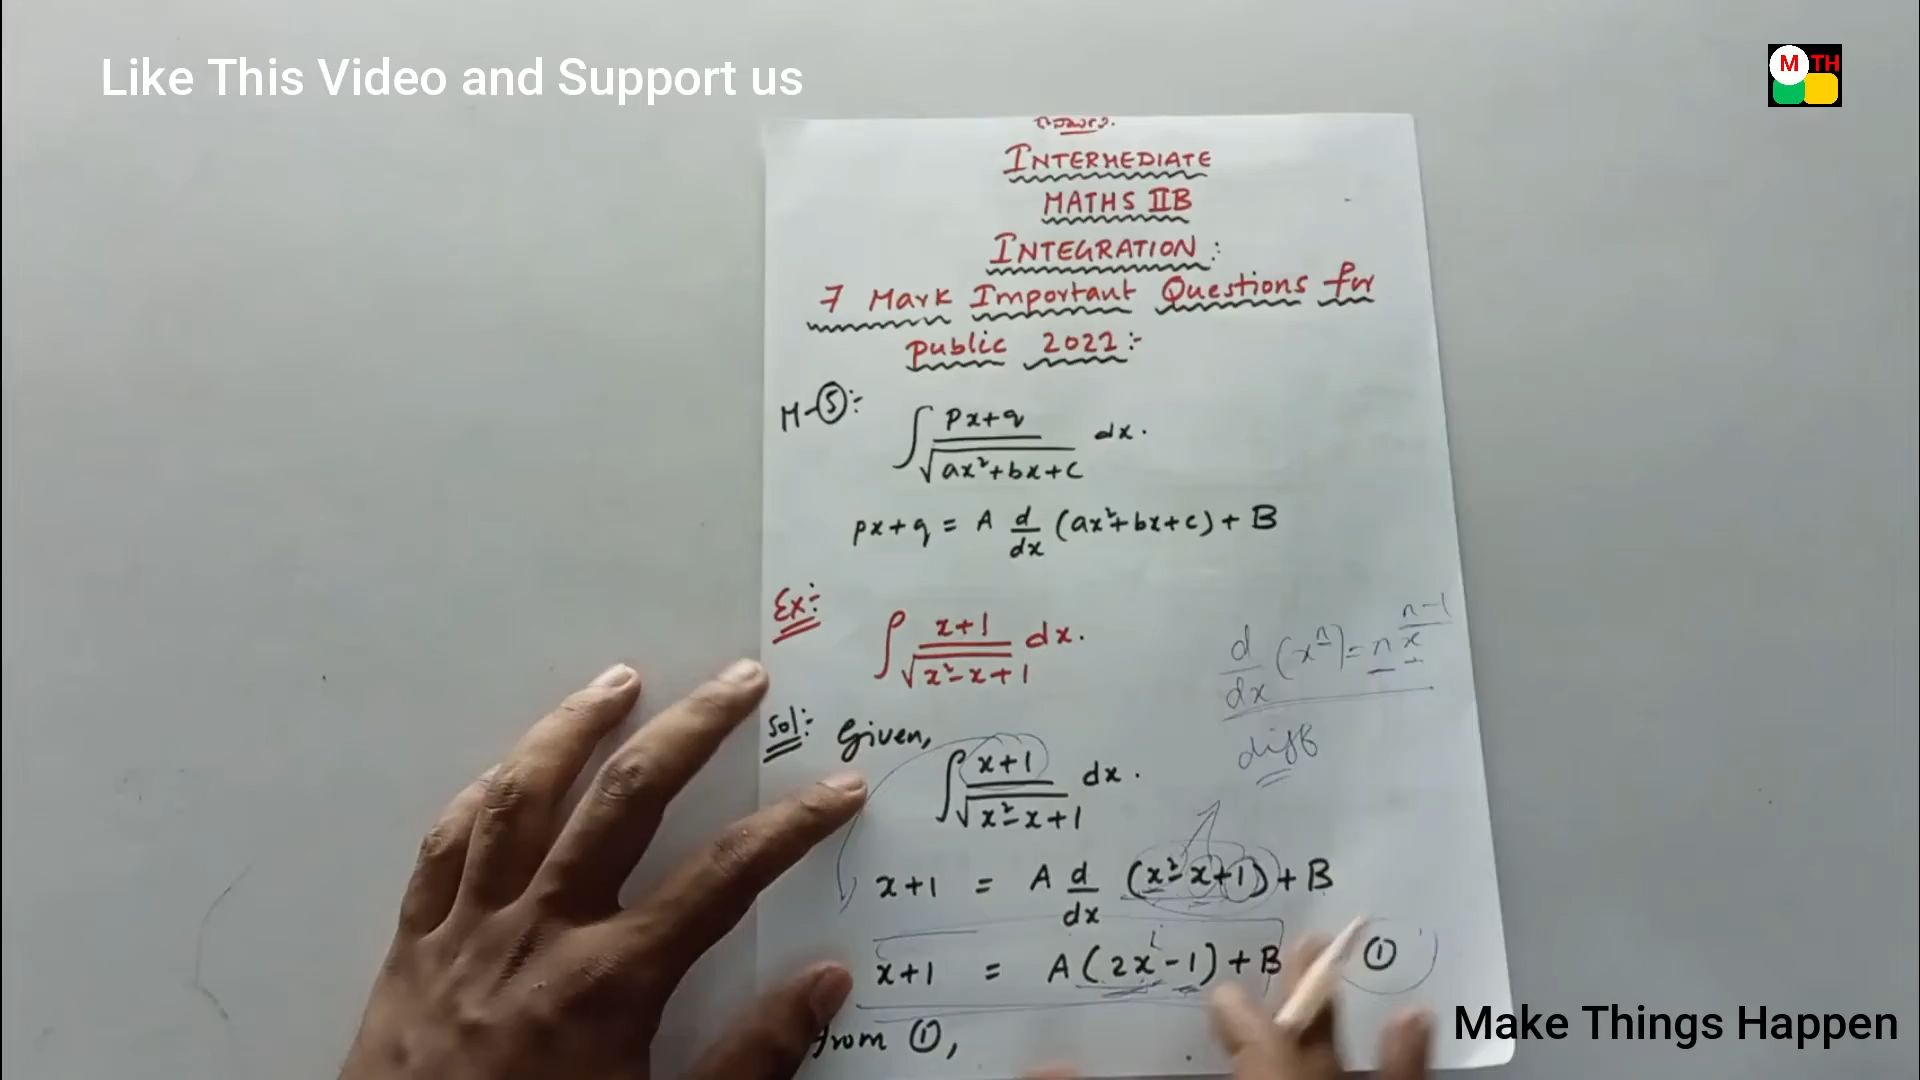 Like This Video and Support us
M TH
INTERMEDIATE
MATHS IIB
INTEGRATION:
7 Mark Important Questions for
public 2022:-
M-⑤:-
∫ px+q / √ax²+bx+c dx.
px+q = A d/dx (ax²+bx+c) + B
Ex:-
∫ x+1 / √x²-x+1 dx.
d/dx (xⁿ) = n xⁿ⁻¹
diff
Sol:- Given,
∫ x+1 / √x²-x+1 dx.
x+1 = A d/dx (x²-x+1) + B
x+1 = A(2x-1)+B ①
from ①,
Make Things Happen